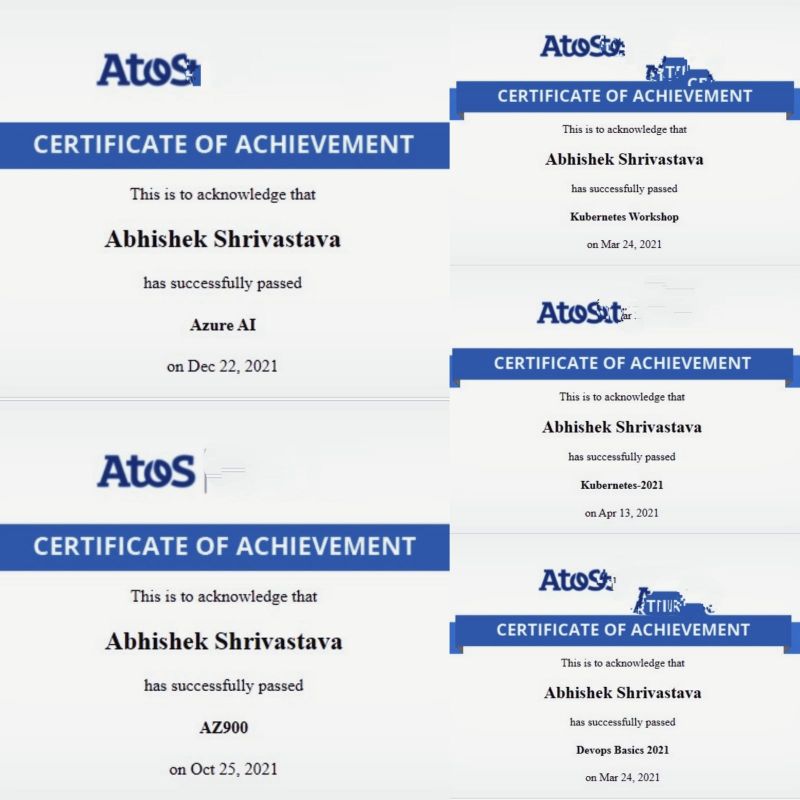 Atos
CERTIFICATE OF ACHIEVEMENT
This is to acknowledge that
Abhishek Shrivastava
has successfully passed
Azure AI
on Dec 22, 2021
Atos
CERTIFICATE OF ACHIEVEMENT
This is to acknowledge that
Abhishek Shrivastava
has successfully passed
AZ900
on Oct 25, 2021
Atos
CERTIFICATE OF ACHIEVEMENT
This is to acknowledge that
Abhishek Shrivastava
has successfully passed
Kubernetes Workshop
on Mar 24, 2021
Atos
CERTIFICATE OF ACHIEVEMENT
This is to acknowledge that
Abhishek Shrivastava
has successfully passed
Kubernetes-2021
on Apr 13, 2021
Atos
CERTIFICATE OF ACHIEVEMENT
This is to acknowledge that
Abhishek Shrivastava
has successfully passed
Devops Basics 2021
on Mar 24, 2021